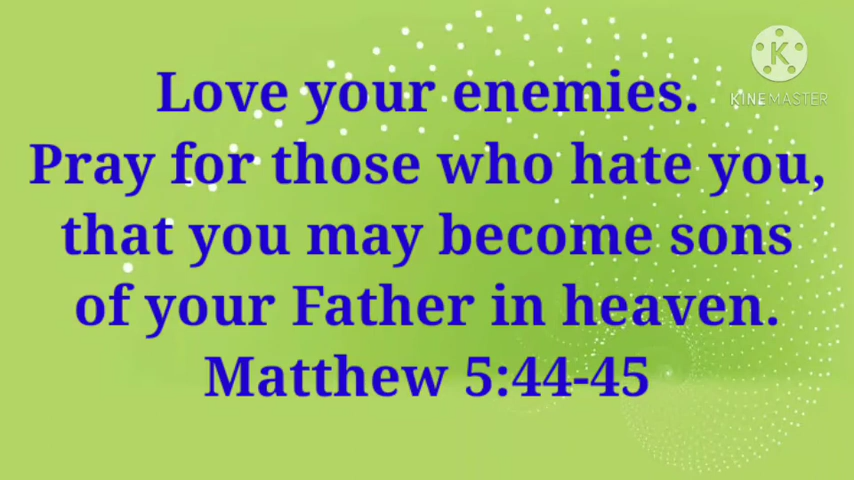 K
KINEMASTER
Love your enemies.
Pray for those who hate you,
that you may become sons
of your Father in heaven.
Matthew 5:44-45